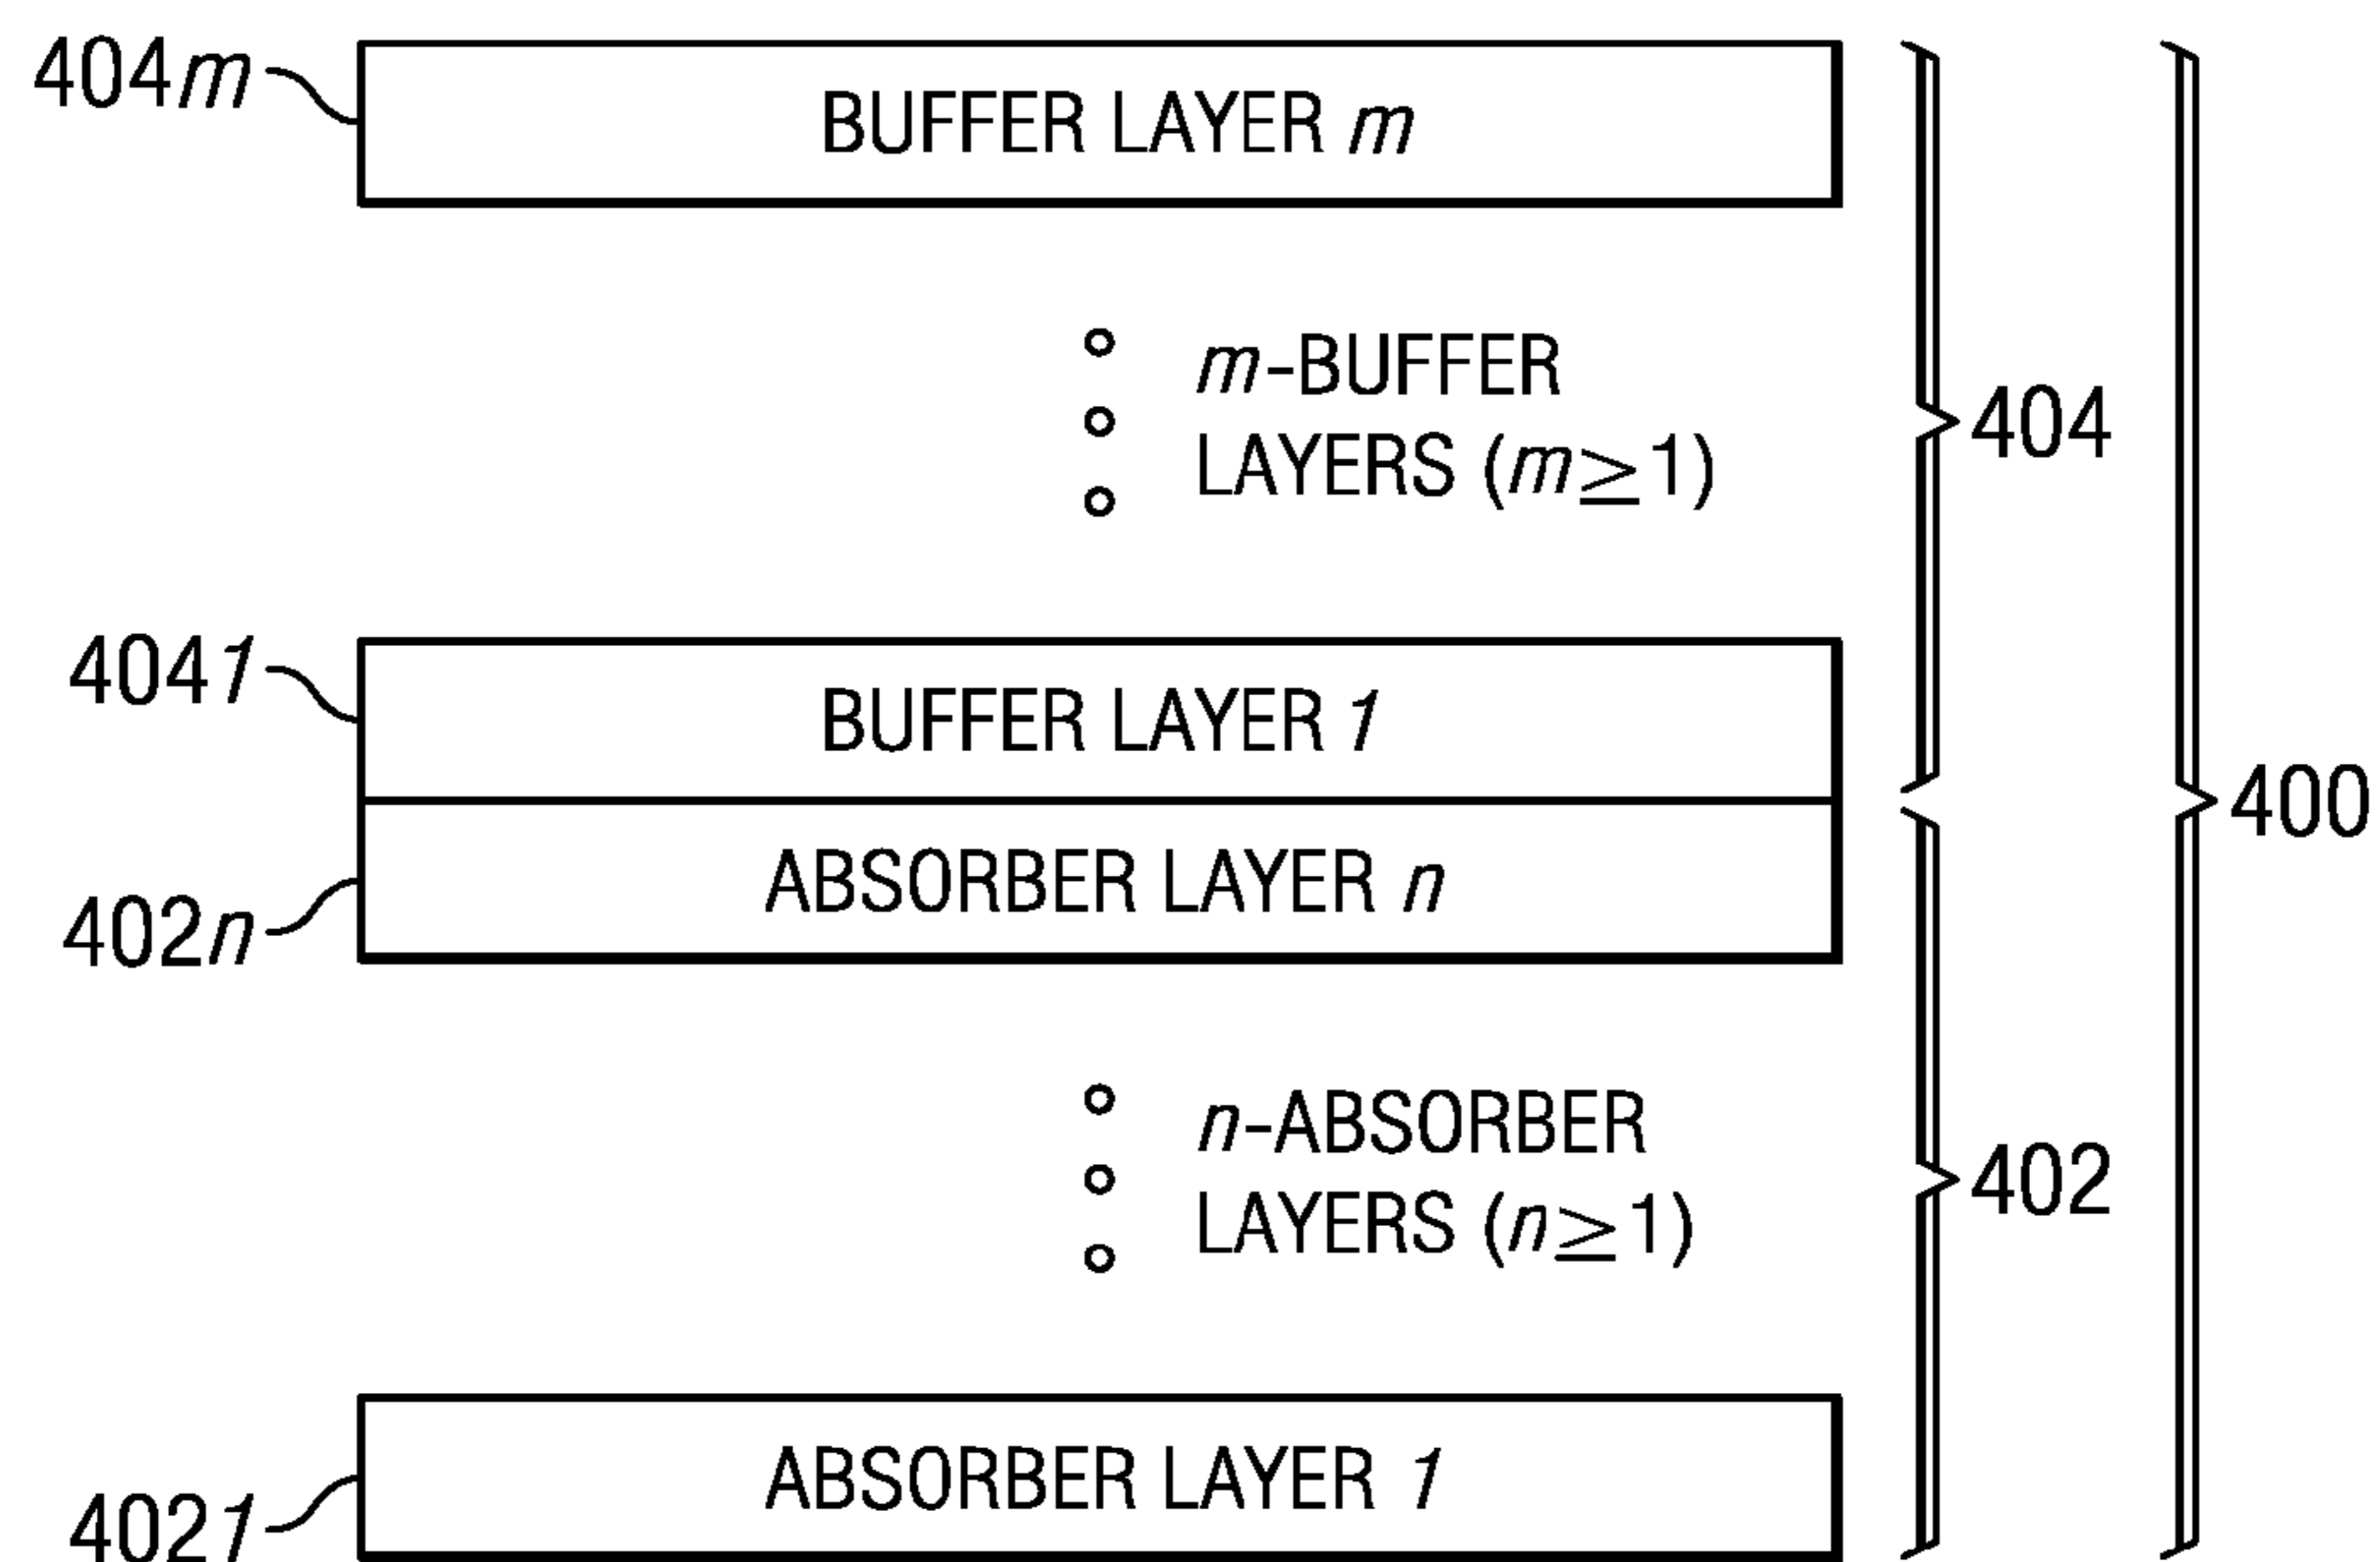 404m
BUFFER LAYER m
m-BUFFER
LAYERS (m≥1)
404
4041
BUFFER LAYER 1
400
402n
ABSORBER LAYER n
n-ABSORBER
LAYERS (n≥1)
402
4021
ABSORBER LAYER 1